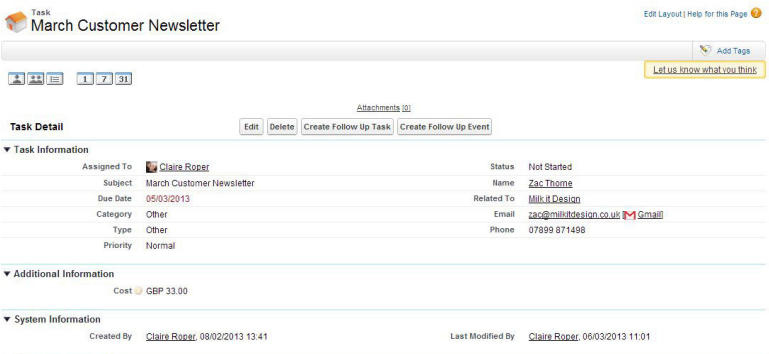 Task
March Customer Newsletter
Edit Layout | Help for this Page
Add Tags
Let us know what you think
1 7 31
Attachments [0]
Task Detail Edit Delete Create Follow Up Task Create Follow Up Event
Task Information
Assigned To Claire Roper Status Not Started
Subject March Customer Newsletter Name Zac Thorne
Due Date 05/03/2013 Related To Milk it Design
Category Other Email zac@milkitdesign.co.uk [Gmail]
Type Other Phone 07899 871498
Priority Normal
Additional Information
Cost GBP 33.00
System Information
Created By Claire Roper, 08/02/2013 13:41 Last Modified By Claire Roper, 06/03/2013 11:01